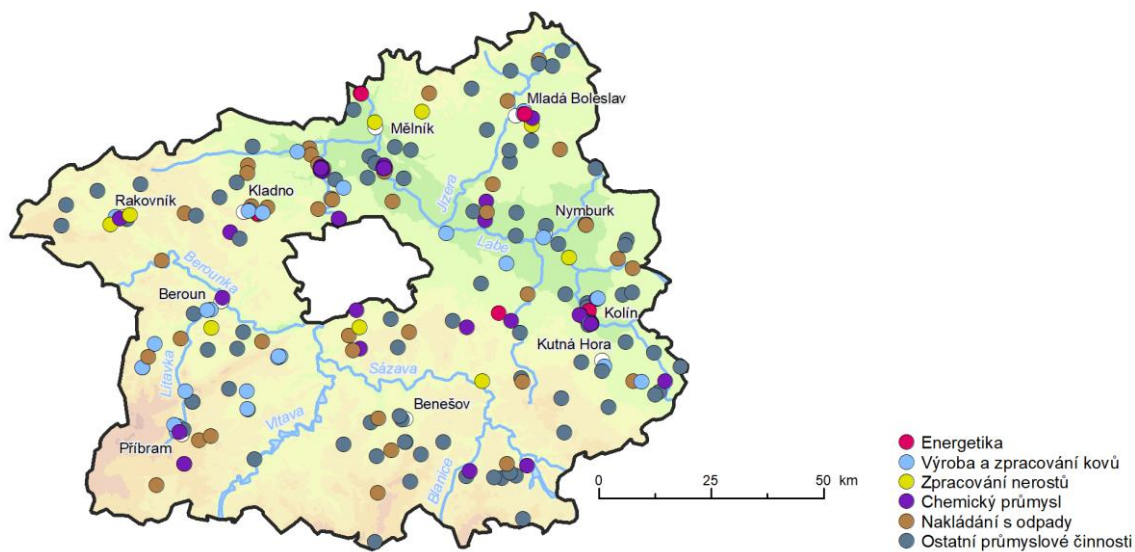 Mladá Boleslav
Mělník
Jizera
Rakovník
Kladno
Nymburk
Labe
Berounka
Beroun
Kolín
Kutná Hora
Litavka
Sázava
Vltava
Benešov
Příbram
Blanice
Energetika
Výroba a zpracování kovů
Zpracování nerostů
Chemický průmysl
Nakládání s odpady
Ostatní průmyslové činnosti
0 25 50 km